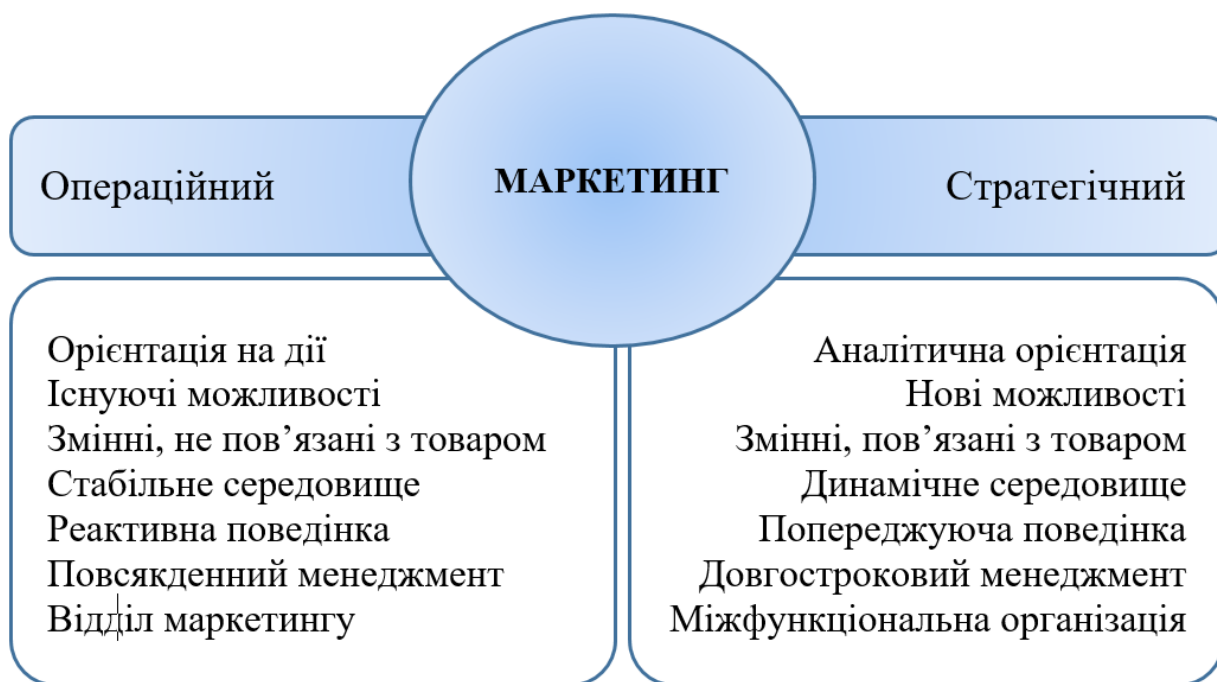 МАРКЕТИНГ
Операційний
Стратегічний
Орієнтація на дії
Існуючі можливості
Змінні, не пов’язані з товаром
Стабільне середовище
Реактивна поведінка
Повсякденний менеджмент
Відділ маркетингу
Аналітична орієнтація
Нові можливості
Змінні, пов’язані з товаром
Динамічне середовище
Попереджуюча поведінка
Довгостроковий менеджмент
Міжфункціональна організація